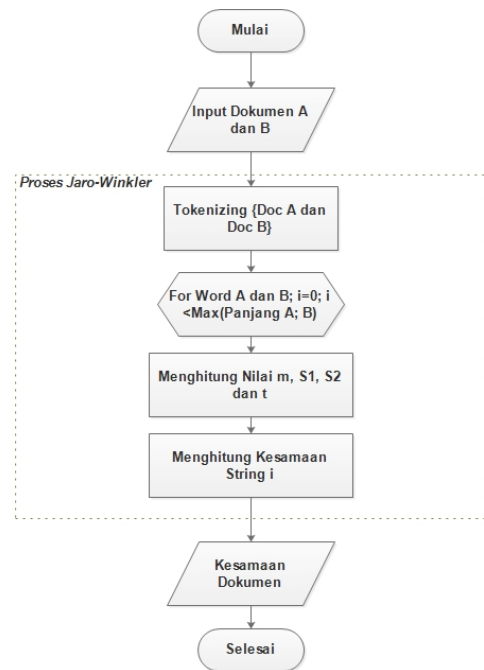 Mulai
Input Dokumen A
dan B
Proses Jaro-Winkler
Tokenizing {Doc A dan
Doc B}
For Word A dan B; i=0; i
<Max(Panjang A; B)
Menghitung Nilai m, S1, S2
dan t
Menghitung Kesamaan
String i
Kesamaan
Dokumen
Selesai